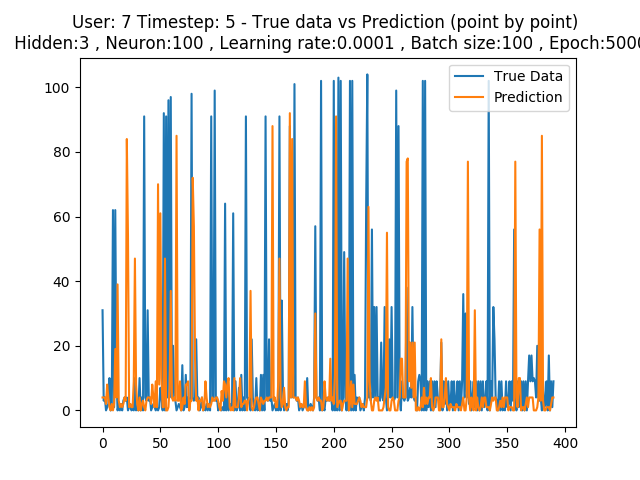 User: 7 Timestep: 5 - True data vs Prediction (point by point)
Hidden:3 , Neuron:100 , Learning rate:0.0001 , Batch size:100 , Epoch:5000
True Data
Prediction
100
80
60
40
20
0
0 50 100 150 200 250 300 350 400